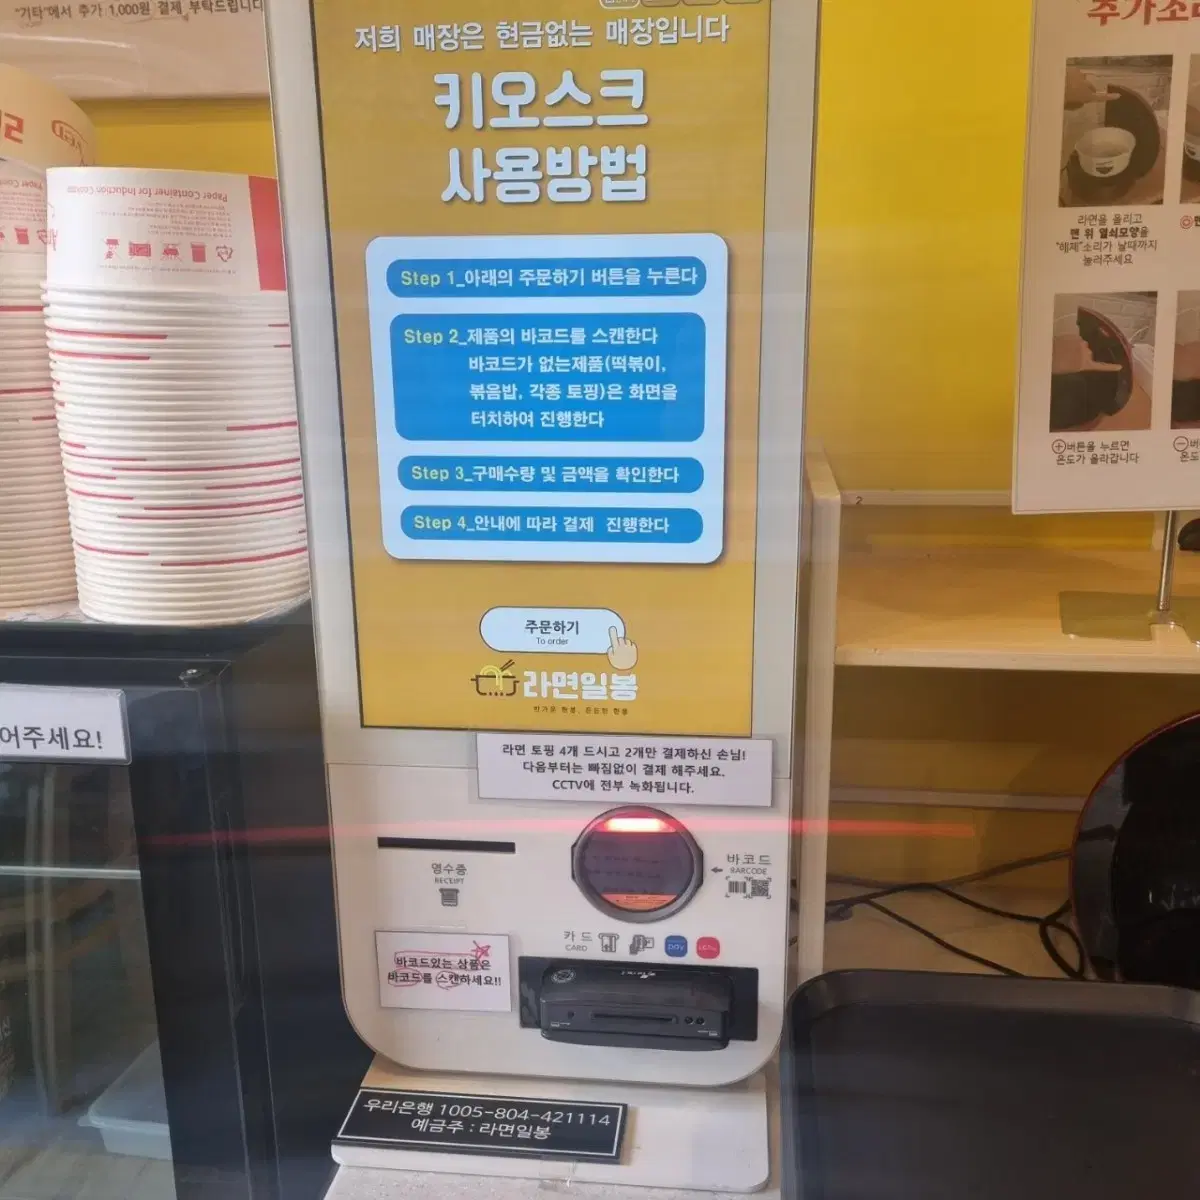 "기타"에서 추가 1,000원 결제 부탁드립니다
저희 매장은 현금없는 매장입니다
키오스크
사용방법
Step 1_아래의 주문하기 버튼을 누른다
Step 2_제품의 바코드를 스캔한다
바코드가 없는제품(떡볶이,
볶음밥, 각종 토핑)은 화면을
터치하여 진행한다
Step 3_구매수량 및 금액을 확인한다
Step 4_안내에 따라 결제 진행한다
주문하기
To order
라면일봉
라면 토핑 4개 드시고 2개만 결제하신 손님!
다음부터는 빠짐없이 결제 해주세요.
CCTV에 전부 녹화됩니다.
명수증
RECEIPT
바코드
BARCODE
카드
CARD
pay
바코드있는 상품은
바코드를 스캔하세요!!
우리은행 1005-804-421114
예금주 : 라면일봉
Paper Container for Induction Cooker
어주세요!
추가조리
라면을 올리고
맨 위 열쇠모양을
"해제"소리가 날때까지
눌러주세요
+버튼을 누르면
온도가 올라갑니다
2